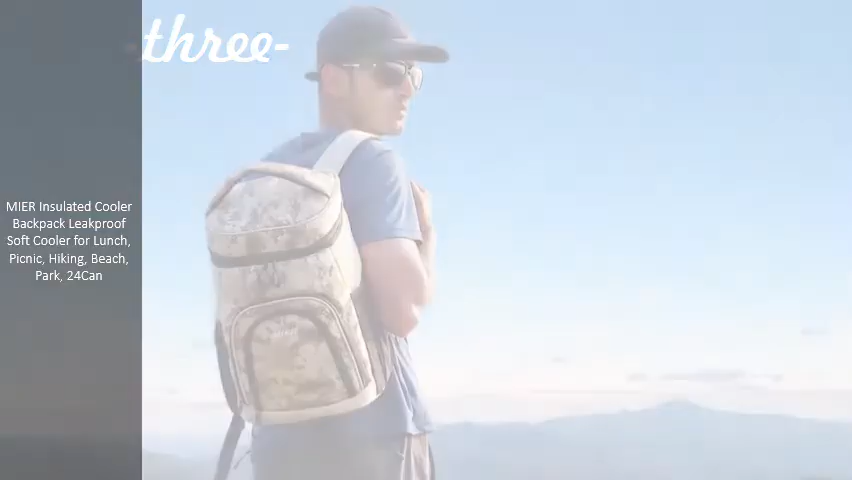 -three-
MIER Insulated Cooler
Backpack Leakproof
Soft Cooler for Lunch,
Picnic, Hiking, Beach,
Park, 24Can